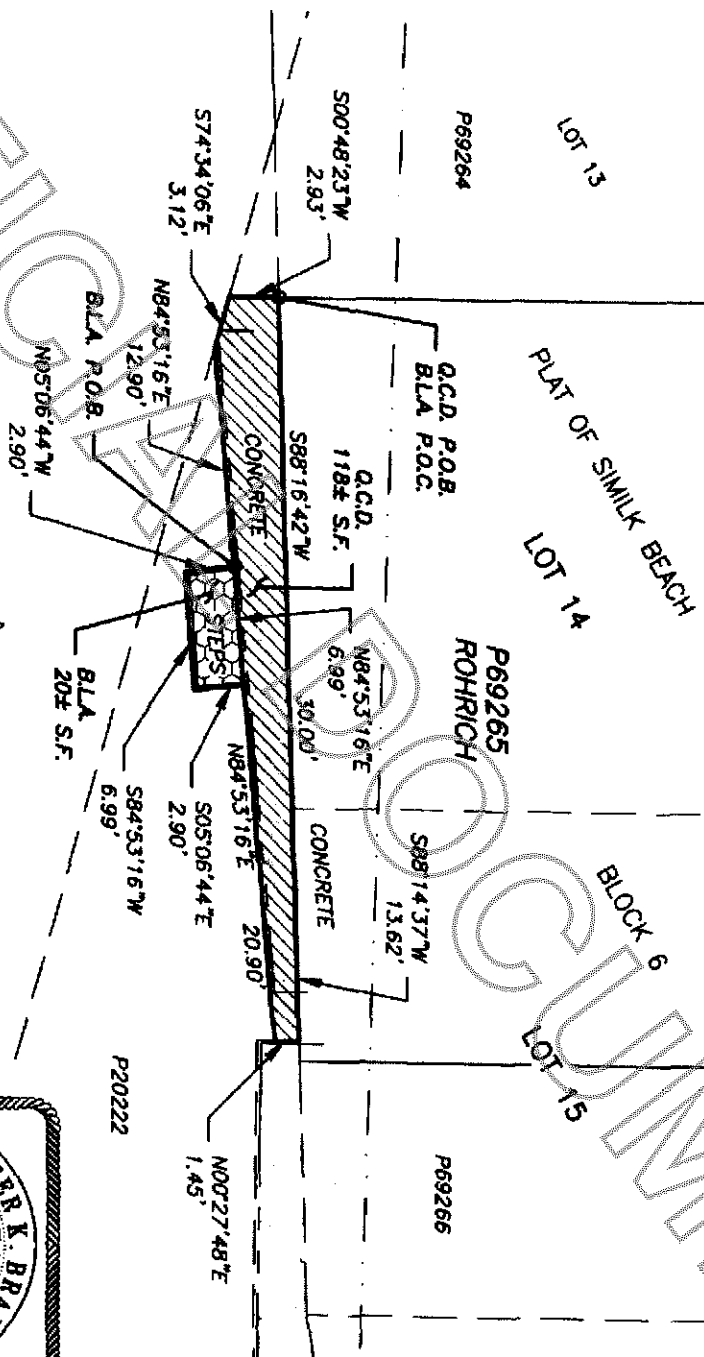 LOT 13
P69264
S00°48'23"W
2.93'
S74°34'06"E
3.12'
N84°53'16"E
12.90'
B.L.A. P.O.B.
N05°06'44"W
2.90'
Q.C.D. P.O.B.
B.L.A. P.O.C.
PLAT OF SIMILK BEACH
LOT 14
Q.C.D.
118± S.F.
S88°16'42"W
30.00'
CONCRETE
N84°53'16"E
6.99'
STEPS
B.L.A.
20± S.F.
P69265
ROHRICH
S84°53'16"W
6.99'
S05°06'44"E
2.90'
N84°53'16"E
20.90'
CONCRETE
S88°14'37"W
13.62'
BLOCK 6
LOT 15
P20222
N00°27'48"E
1.45'
P69266
K. BRA